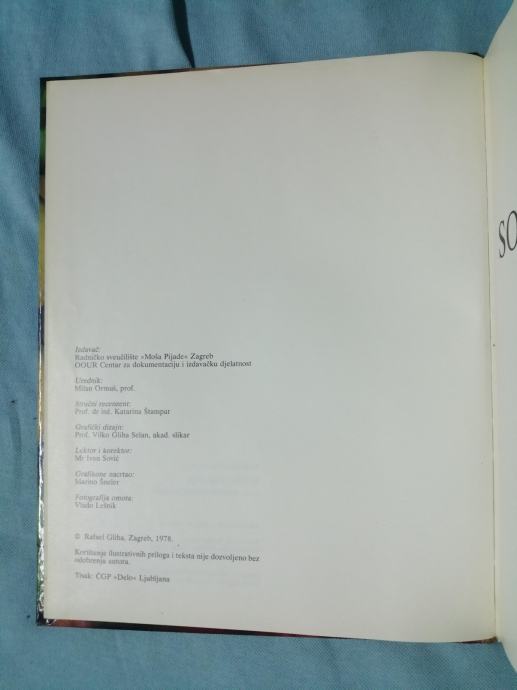 Izdavač:
Radničko sveučilište »Moša Pijade« Zagreb
OOUR Centar za dokumentaciju i izdavačku djelatnost
Urednik:
Milan Ormuš, prof.
Stručni recenzent:
Prof. dr inž. Katarina Štampar
Grafički dizajn:
Prof. Vilko Gliha Selan, akad. slikar
Lektor i korektor:
Mr Ivan Sović
Grafikone nacrtao:
Marino Šneler
Fotografija omota:
Vlado Lešnik
© Rafael Gliha, Zagreb, 1978.
Korištenje ilustrativnih priloga i teksta nije dozvoljeno bez
odobrenja autora.
Tisak: ČGP »Delo« Ljubljana
SO